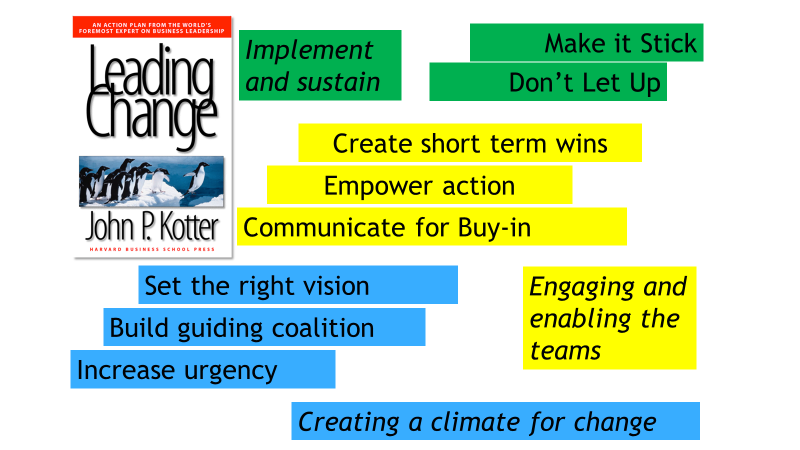 AN ACTION PLAN FROM THE WORLD'S
FOREMOST EXPERT ON BUSINESS LEADERSHIP
Leading
Change
John P. Kotter
HARVARD BUSINESS SCHOOL PRESS
Implement
and sustain
Make it Stick
Don't Let Up
Create short term wins
Empower action
Communicate for Buy-in
Set the right vision
Build guiding coalition
Increase urgency
Engaging and
enabling the
teams
Creating a climate for change